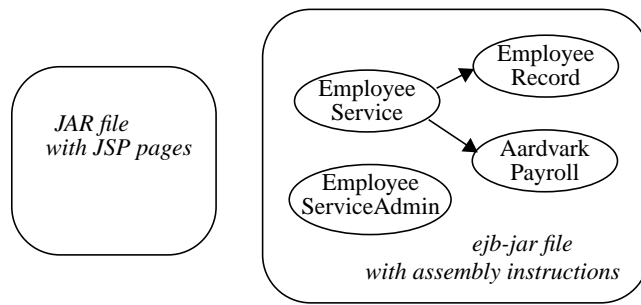 JAR file
with JSP pages
Employee
Record
Employee
Service
Aardvark
Payroll
Employee
ServiceAdmin
ejb-jar file
with assembly instructions